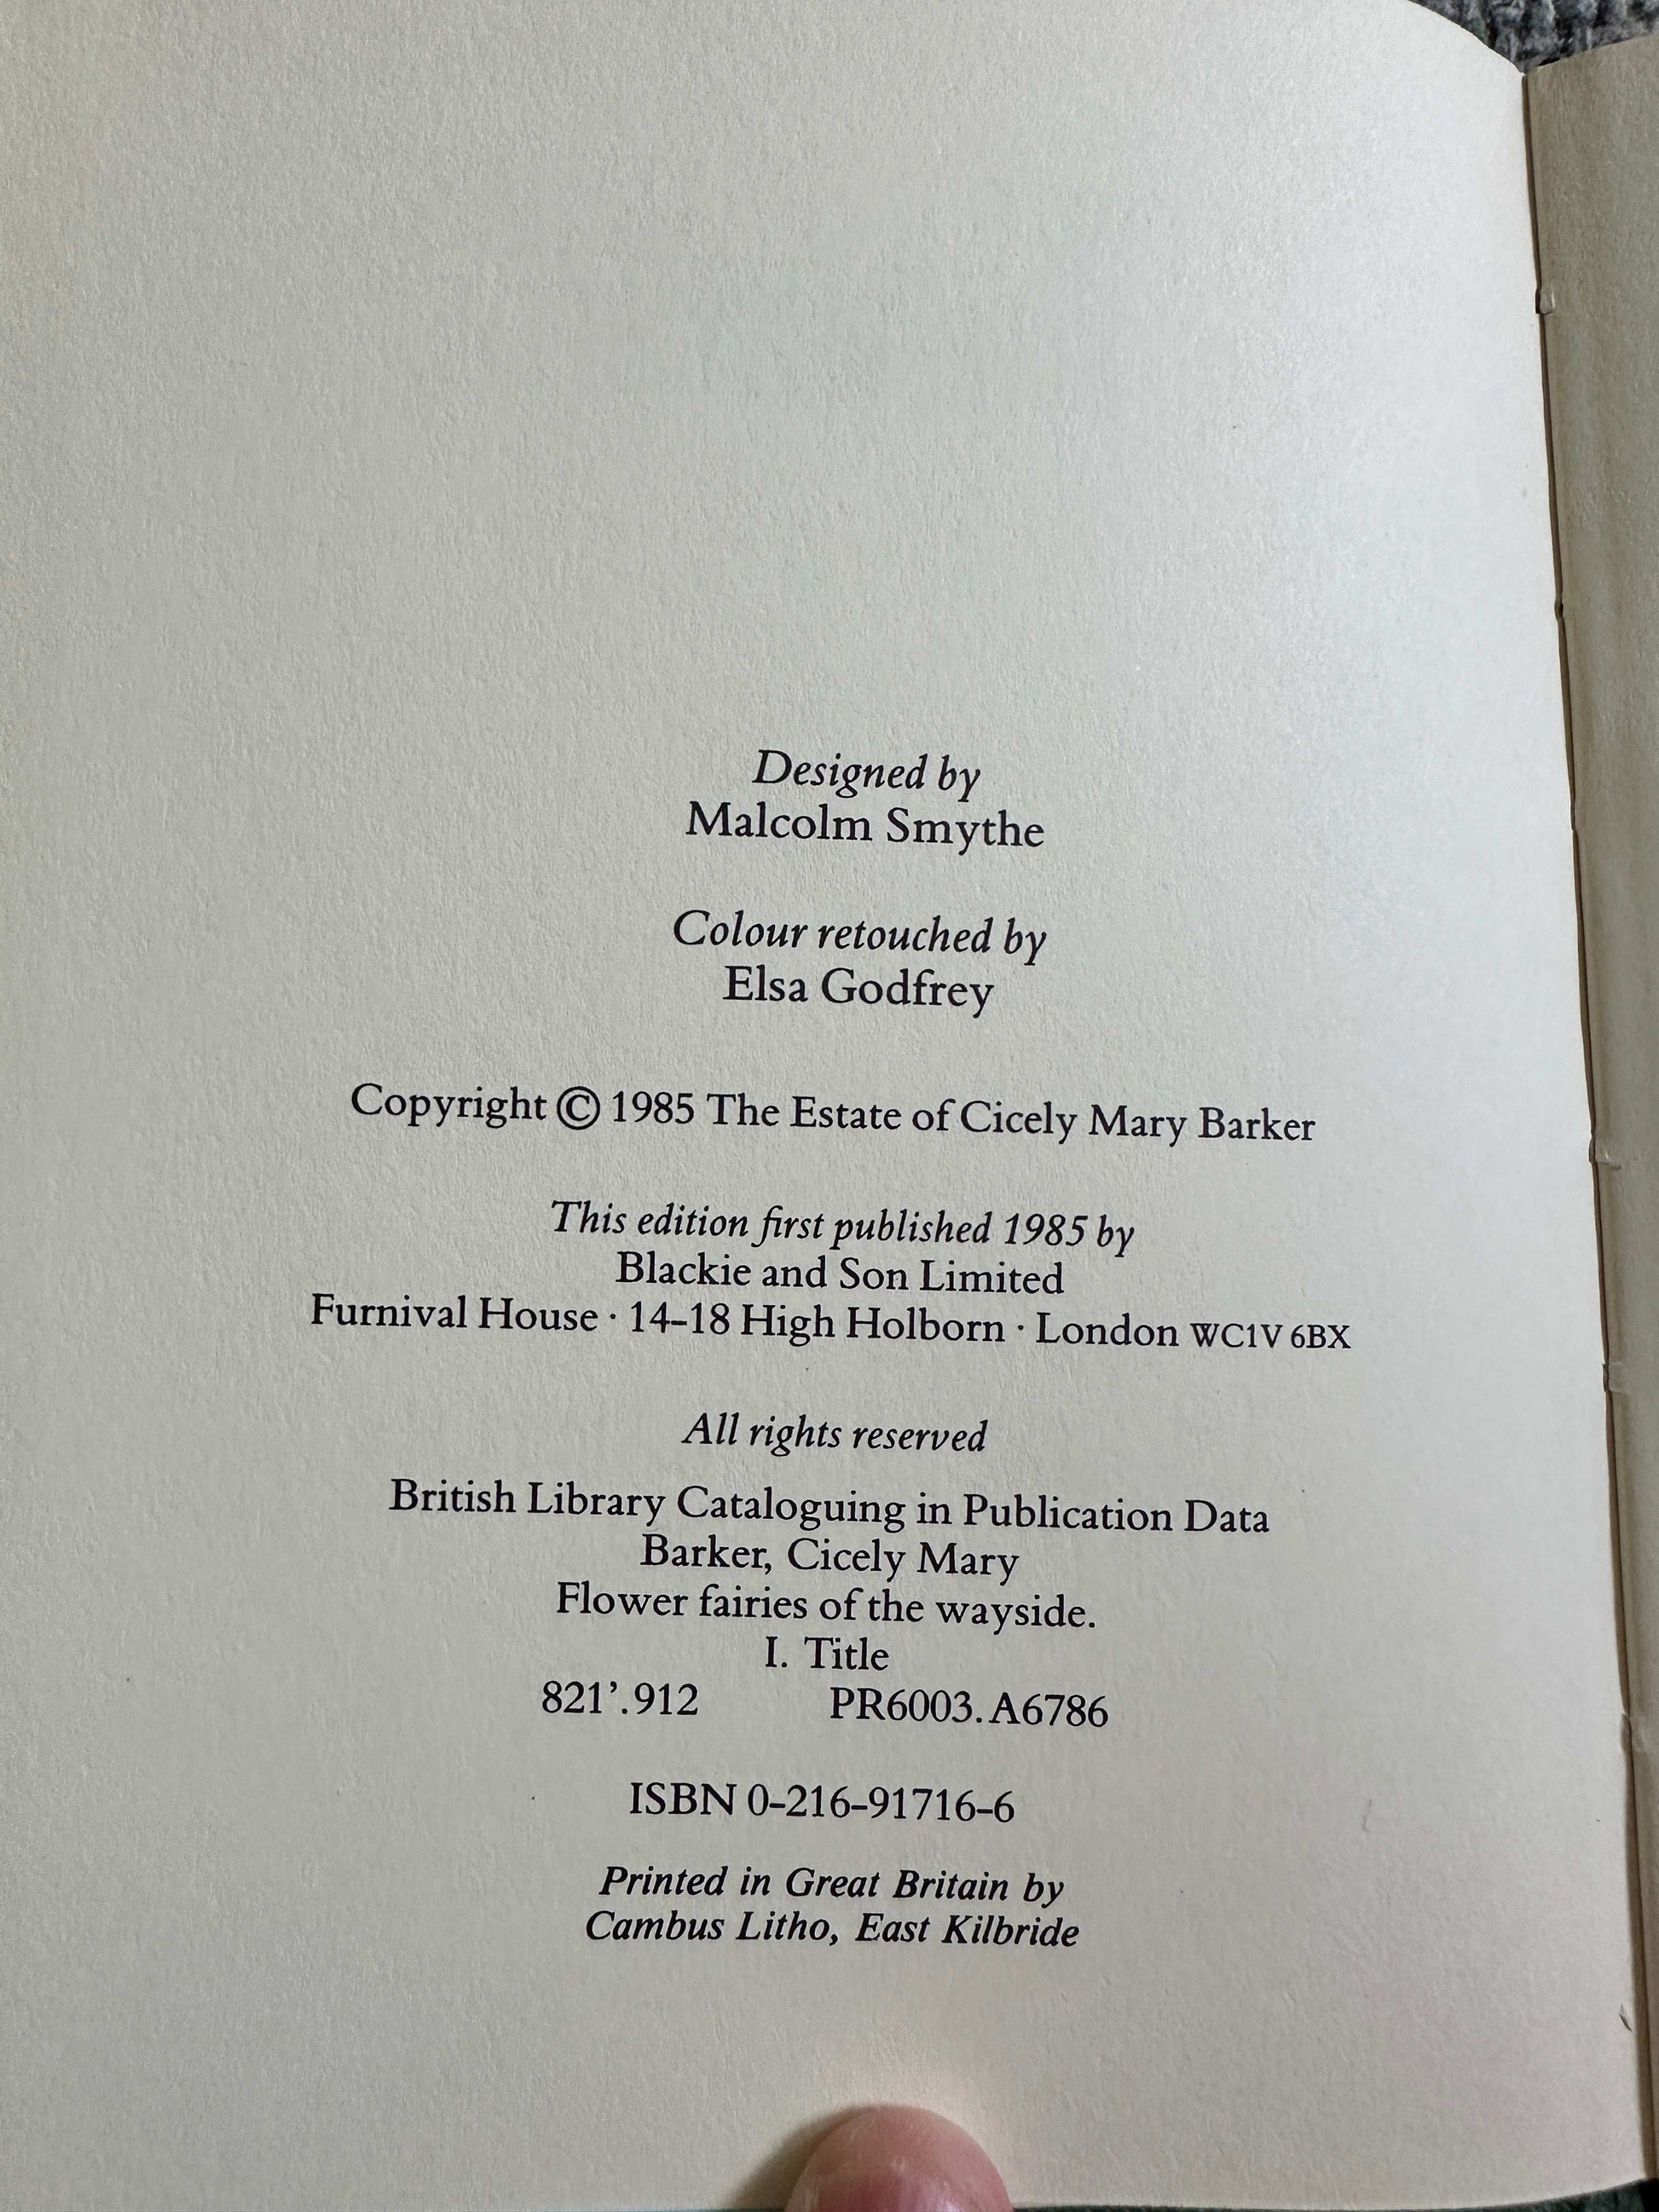 Designed by
Malcolm Smythe
Colour retouched by
Elsa Godfrey
Copyright © 1985 The Estate of Cicely Mary Barker
This edition first published 1985 by
Blackie and Son Limited
Furnival House · 14–18 High Holborn · London WC1V 6BX
All rights reserved
British Library Cataloguing in Publication Data
Barker, Cicely Mary
Flower fairies of the wayside.
I. Title
821’.912 PR6003.A6786
ISBN 0–216–91716–6
Printed in Great Britain by
Cambus Litho, East Kilbride